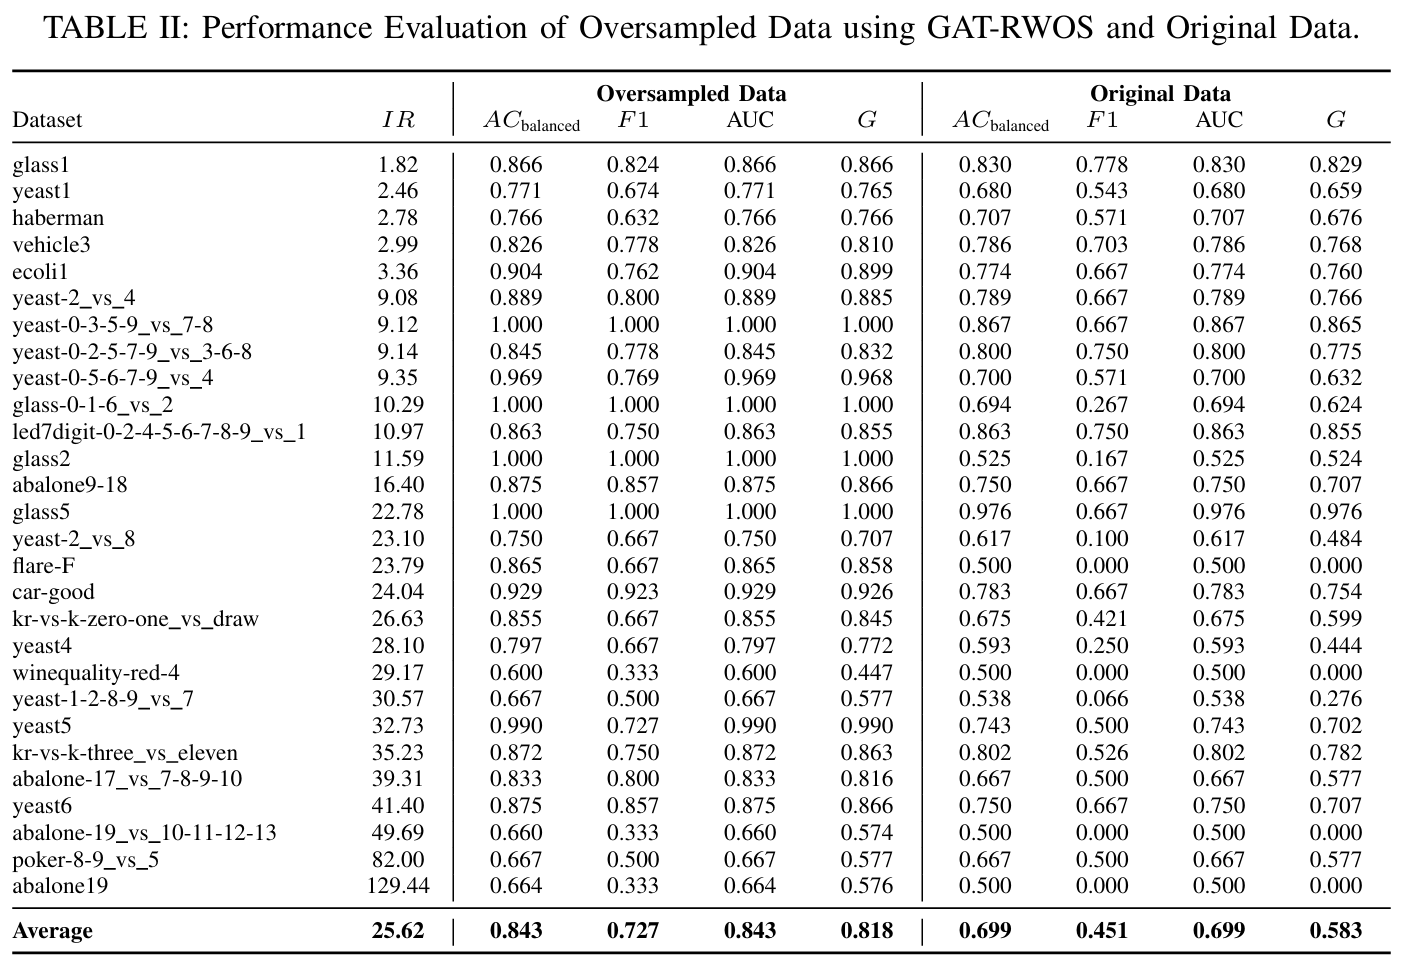 TABLE II: Performance Evaluation of Oversampled Data using GAT-RWOS and Original Data.
Oversampled Data Original Data
Dataset IR AC_balanced F1 AUC G AC_balanced F1 AUC G
glass1 1.82 0.866 0.824 0.866 0.866 0.830 0.778 0.830 0.829
yeast1 2.46 0.771 0.674 0.771 0.765 0.680 0.543 0.680 0.659
haberman 2.78 0.766 0.632 0.766 0.766 0.707 0.571 0.707 0.676
vehicle3 2.99 0.826 0.778 0.826 0.810 0.786 0.703 0.786 0.768
ecoli1 3.36 0.904 0.762 0.904 0.899 0.774 0.667 0.774 0.760
yeast-2_vs_4 9.08 0.889 0.800 0.889 0.885 0.789 0.667 0.789 0.766
yeast-0-3-5-9_vs_7-8 9.12 1.000 1.000 1.000 1.000 0.867 0.667 0.867 0.865
yeast-0-2-5-7-9_vs_3-6-8 9.14 0.845 0.778 0.845 0.832 0.800 0.750 0.800 0.775
yeast-0-5-6-7-9_vs_4 9.35 0.969 0.769 0.969 0.968 0.700 0.571 0.700 0.632
glass-0-1-6_vs_2 10.29 1.000 1.000 1.000 1.000 0.694 0.267 0.694 0.624
led7digit-0-2-4-5-6-7-8-9_vs_1 10.97 0.863 0.750 0.863 0.855 0.863 0.750 0.863 0.855
glass2 11.59 1.000 1.000 1.000 1.000 0.525 0.167 0.525 0.524
abalone9-18 16.40 0.875 0.857 0.875 0.866 0.750 0.667 0.750 0.707
glass5 22.78 1.000 1.000 1.000 1.000 0.976 0.667 0.976 0.976
yeast-2_vs_8 23.10 0.750 0.667 0.750 0.707 0.617 0.100 0.617 0.484
flare-F 23.79 0.865 0.667 0.865 0.858 0.500 0.000 0.500 0.000
car-good 24.04 0.929 0.923 0.929 0.926 0.783 0.667 0.783 0.754
kr-vs-k-zero-one_vs_draw 26.63 0.855 0.667 0.855 0.845 0.675 0.421 0.675 0.599
yeast4 28.10 0.797 0.667 0.797 0.772 0.593 0.250 0.593 0.444
winequality-red-4 29.17 0.600 0.333 0.600 0.447 0.500 0.000 0.500 0.000
yeast-1-2-8-9_vs_7 30.57 0.667 0.500 0.667 0.577 0.538 0.066 0.538 0.276
yeast5 32.73 0.990 0.727 0.990 0.990 0.743 0.500 0.743 0.702
kr-vs-k-three_vs_eleven 35.23 0.872 0.750 0.872 0.863 0.802 0.526 0.802 0.782
abalone-17_vs_7-8-9-10 39.31 0.833 0.800 0.833 0.816 0.667 0.500 0.667 0.577
yeast6 41.40 0.875 0.857 0.875 0.866 0.750 0.667 0.750 0.707
abalone-19_vs_10-11-12-13 49.69 0.660 0.333 0.660 0.574 0.500 0.000 0.500 0.000
poker-8-9_vs_5 82.00 0.667 0.500 0.667 0.577 0.667 0.500 0.667 0.577
abalone19 129.44 0.664 0.333 0.664 0.576 0.500 0.000 0.500 0.000
Average 25.62 0.843 0.727 0.843 0.818 0.699 0.451 0.699 0.583